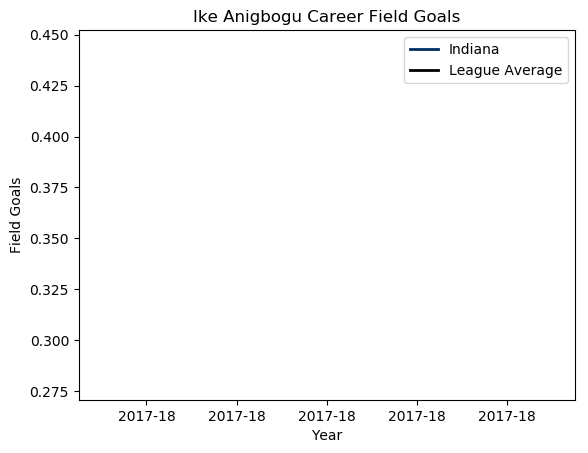 Ike Anigbogu Career Field Goals
Indiana
League Average
0.450
0.425
0.400
0.375
0.350
0.325
0.300
0.275
Field Goals
2017-18 2017-18 2017-18 2017-18 2017-18
Year